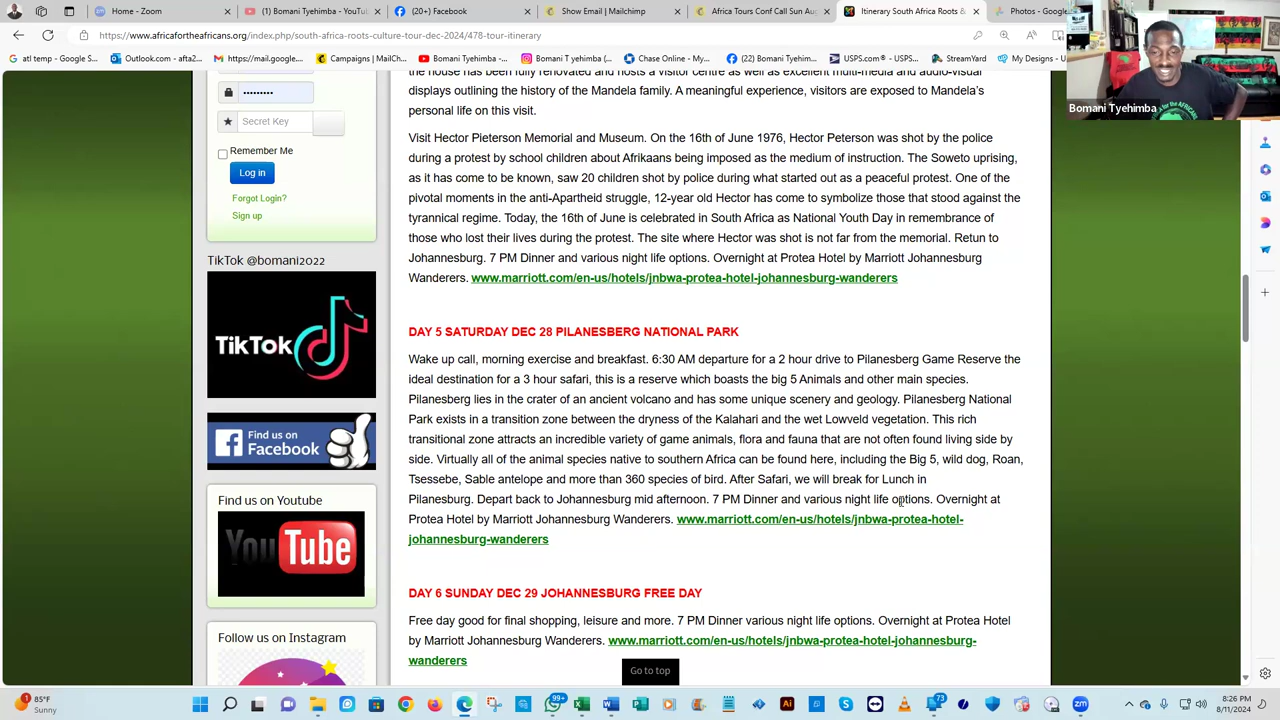 Home
(1) Bomani Tyehimba - YouTu
(20+) Facebook
Show Email | Mailchimp
Africa Tours Conf Call Sun Au
Itinerary South Africa Roots &
Photos - Googl
https://www.africafortheafricans.org/index.php/south-africa-roots
ture-tour-dec-2024/478-tour
atl temp - Google S...
Outlook.com - afta2...
https://mail.google....
Campaigns | MailCh...
Bomani Tyehimba -...
Bomani T yehimba (...
Chase Online - My...
(22) Bomani Tyehim...
USPS.com® - USPS...
StreamYard
My Designs - U
Bomani Tyehimba
the house has been fully renovated and hosts a visitor centre as well as excellent multi-media and audio-visual
displays outlining the history of the Mandela family. A meaningful experience, visitors are exposed to Mandela's
personal life on this visit.
Secret Key
Remember Me
Log in
Forgot Login?
Sign up
Visit Hector Pieterson Memorial and Museum. On the 16th of June 1976, Hector Peterson was shot by the police
during a protest by school children about Afrikaans being imposed as the medium of instruction. The Soweto uprising,
as it has come to be known, saw 20 children shot by police during what started out as a peaceful protest. One of the
pivotal moments in the anti-Apartheid struggle, 12-year old Hector has come to symbolize those that stood against the
tyrannical regime. Today, the 16th of June is celebrated in South Africa as National Youth Day in remembrance of
those who lost their lives during the protest. The site where Hector was shot is not far from the memorial. Retun to
Johannesburg. 7 PM Dinner and various night life options. Overnight at Protea Hotel by Marriott Johannesburg
Wanderers. www.marriott.com/en-us/hotels/jnbwa-protea-hotel-johannesburg-wanderers
TikTok @bomani2022
TikTok
Find us on
Facebook
Find us on YouTube
YouTube
Follow us on Instagram
DAY 5 SATURDAY DEC 28 PILANESBERG NATIONAL PARK
Wake up call, morning exercise and breakfast. 6:30 AM departure for a 2 hour drive to Pilanesberg Game Reserve the
ideal destination for a 3 hour safari, this is a reserve which boasts the big 5 Animals and other main species.
Pilanesberg lies in the crater of an ancient volcano and has some unique scenery and geology. Pilanesberg National
Park exists in a transition zone between the dryness of the Kalahari and the wet Lowveld vegetation. This rich
transitional zone attracts an incredible variety of game animals, flora and fauna that are not often found living side by
side. Virtually all of the animal species native to southern Africa can be found here, including the Big 5, wild dog, Roan,
Tsessebe, Sable antelope and more than 360 species of bird. After Safari, we will break for Lunch in
Pilanesburg. Depart back to Johannesburg mid afternoon. 7 PM Dinner and various night life options. Overnight at
Protea Hotel by Marriott Johannesburg Wanderers. www.marriott.com/en-us/hotels/jnbwa-protea-hotel-
johannesburg-wanderers
DAY 6 SUNDAY DEC 29 JOHANNESBURG FREE DAY
Free day good for final shopping, leisure and more. 7 PM Dinner various night life options. Overnight at Protea Hotel
by Marriott Johannesburg Wanderers. www.marriott.com/en-us/hotels/jnbwa-protea-hotel-johannesburg-
wanderers
Go to top
85°F
Sunny
99+
73
8:26 PM
8/11/2024